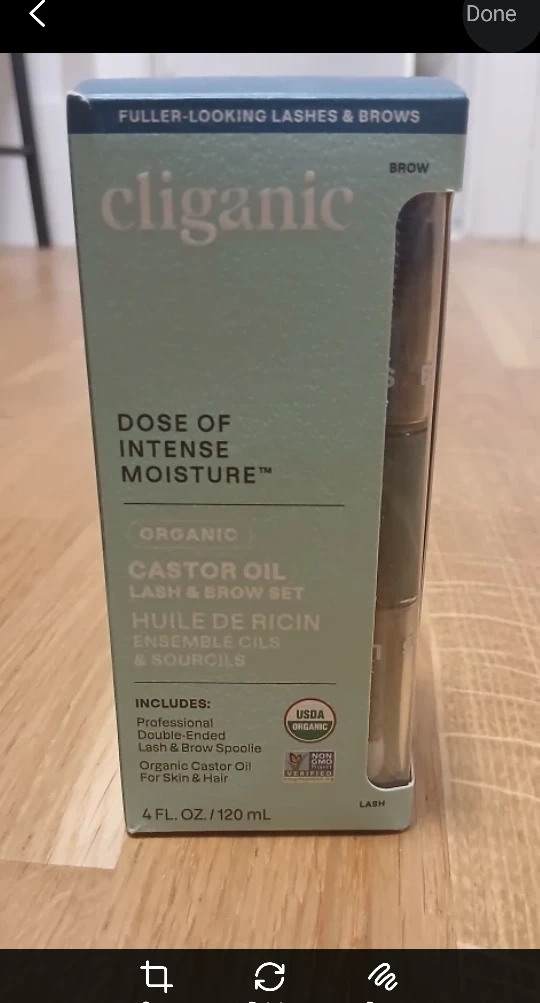 Done
FULLER-LOOKING LASHES & BROWS
BROW
cliganic
DOSE OF
INTENSE
MOISTURE™
ORGANIC
CASTOR OIL
LASH & BROW SET
HUILE DE RICIN
ENSEMBLE CILS
& SOURCILS
INCLUDES:
Professional
Double-Ended
Lash & Brow Spoolie
Organic Castor Oil
For Skin & Hair
USDA
ORGANIC
NON
GMO
VERIFIED
4 FL. OZ. / 120 mL
LASH